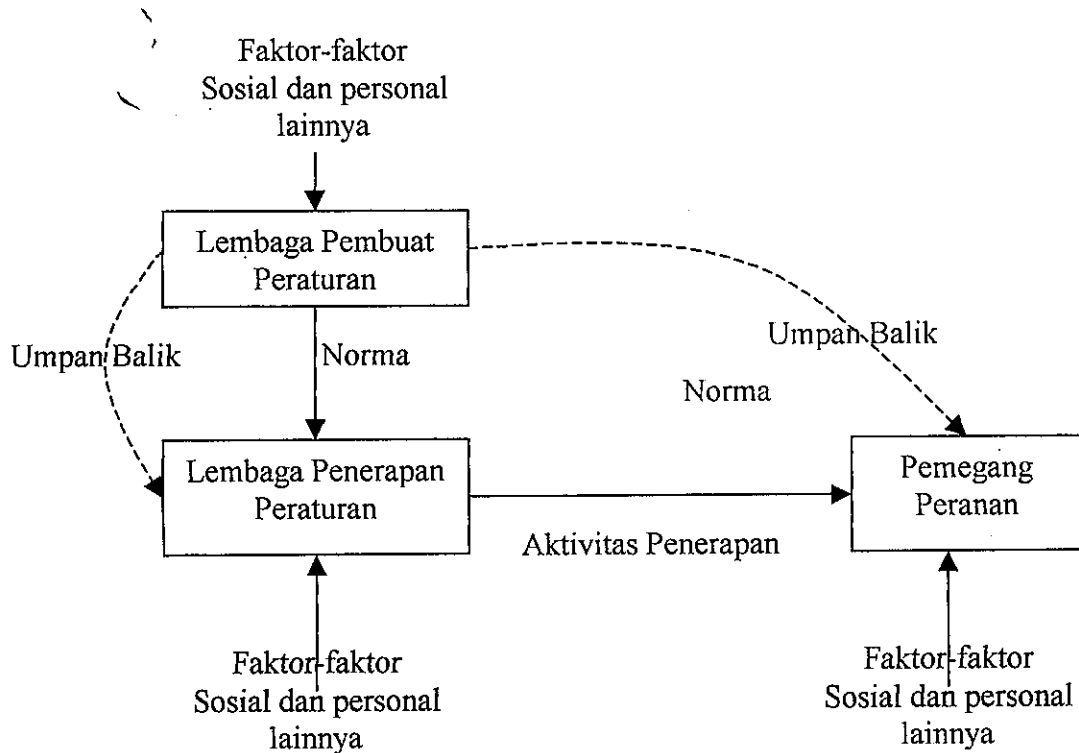 Faktor-faktor
Sosial dan personal
lainnya
Lembaga Pembuat
Peraturan
Umpan Balik
Norma
Umpan Balik
Norma
Lembaga Penerapan
Peraturan
Pemegang
Peranan
Aktivitas Penerapan
Faktor-faktor
Sosial dan personal
lainnya
Faktor-faktor
Sosial dan personal
lainnya